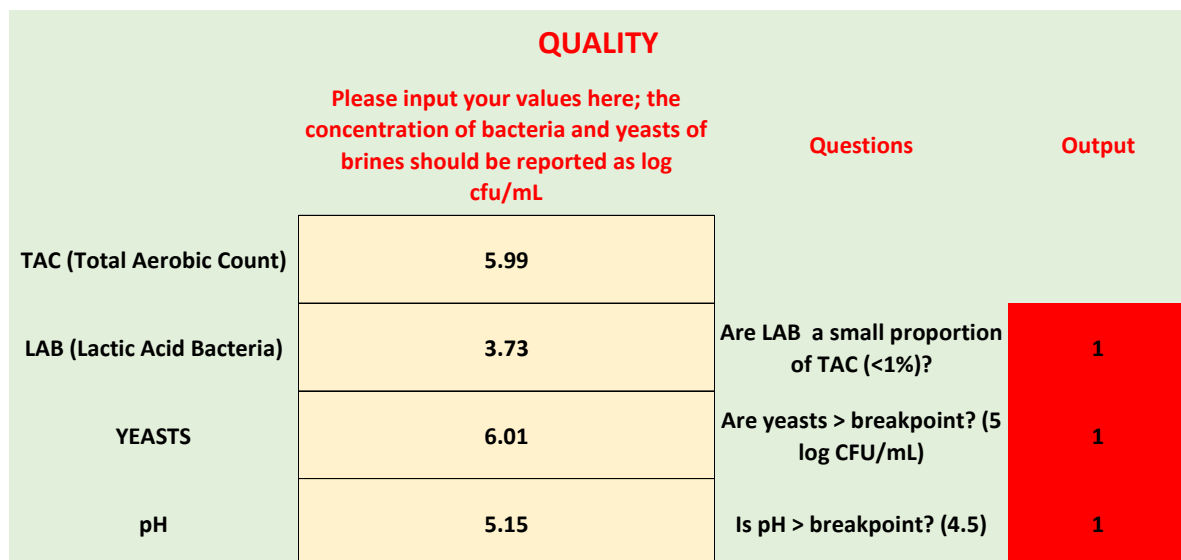 QUALITY
Please input your values here; the
concentration of bacteria and yeasts of
brines should be reported as log
cfu/mL
Questions
Output
TAC (Total Aerobic Count)
5.99
LAB (Lactic Acid Bacteria)
3.73
Are LAB  a small proportion
of TAC (<1%)?
1
YEASTS
6.01
Are yeasts > breakpoint? (5
log CFU/mL)
1
pH
5.15
Is pH > breakpoint? (4.5)
1